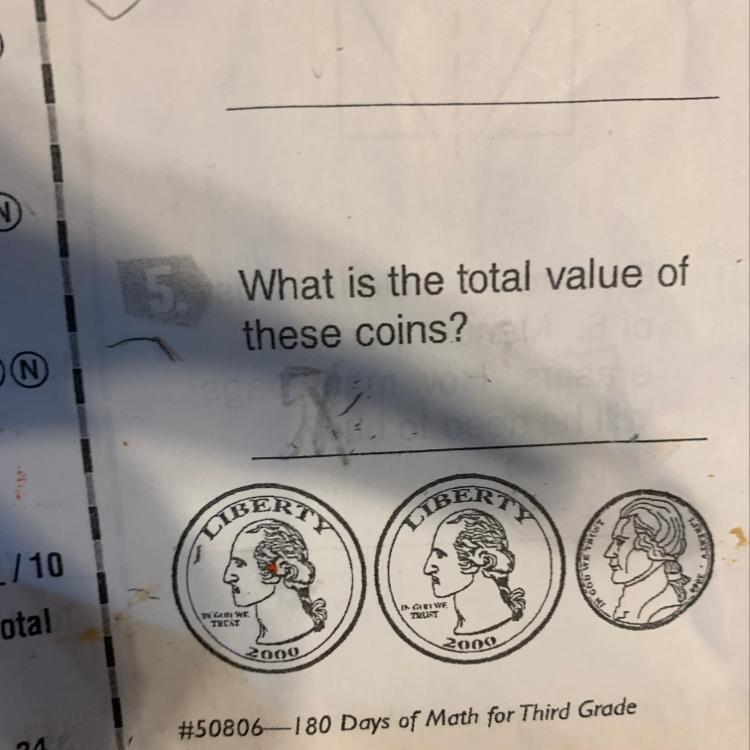 N
5. What is the total value of
these coins?
N
/10
otal
LIBERTY
IN GOD WE
TRUST
2000
LIBERTY
IN GOD WE
TRUST
2000
IN GOD WE TRUST
LIBERTY
#50806—180 Days of Math for Third Grade